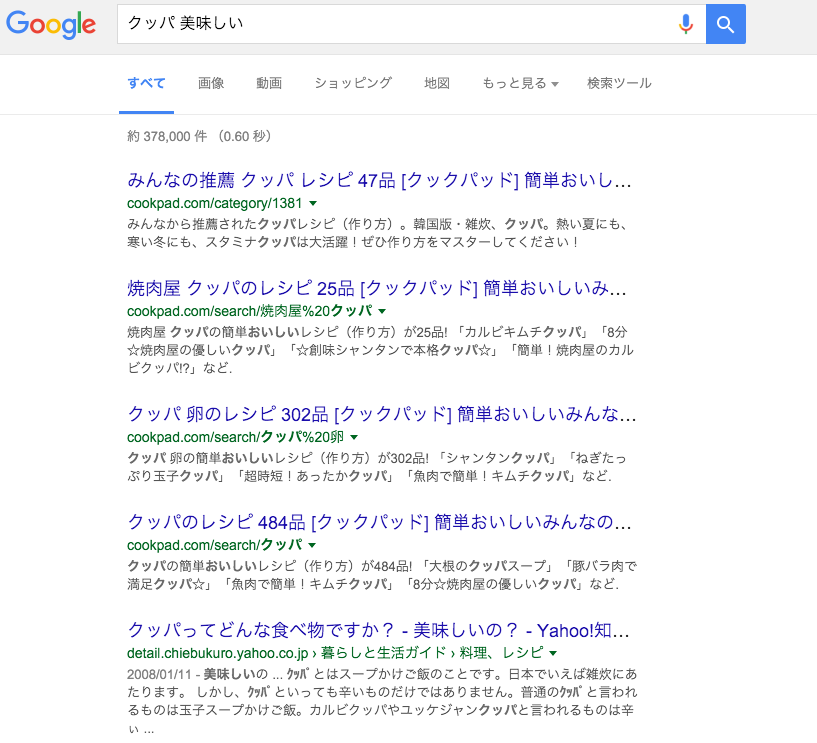 Google クッパ 美味しい
すべて 画像 動画 ショッピング 地図 もっと見る 検索ツール
約 378,000 件 （0.60 秒）
みんなの推薦 クッパ レシピ 47品 [クックパッド] 簡単おいし...
cookpad.com/category/1381
みんなから推薦されたクッパレシピ（作り方）。韓国版・雑炊、クッパ。熱い夏にも、
寒い冬にも、スタミナクッパは大活躍！ぜひ作り方をマスターしてください！
焼肉屋 クッパのレシピ 25品 [クックパッド] 簡単おいしいみ...
cookpad.com/search/焼肉屋%20クッパ
焼肉屋 クッパの簡単おいしいレシピ（作り方）が25品! 「カルビキムチクッパ」「8分
☆焼肉屋の優しいクッパ」「☆創味シャンタンで本格クッパ☆」「簡単！焼肉屋のカル
ビクッパ!?」など.
クッパ 卵のレシピ 302品 [クックパッド] 簡単おいしいみんな...
cookpad.com/search/クッパ%20卵
クッパ 卵の簡単おいしいレシピ（作り方）が302品! 「シャンタンクッパ」「ねぎたっ
ぷり玉子クッパ」「超時短！あったかクッパ」「魚肉で簡単！キムチクッパ」など.
クッパのレシピ 484品 [クックパッド] 簡単おいしいみんなの...
cookpad.com/search/クッパ
クッパの簡単おいしいレシピ（作り方）が484品! 「大根のクッパスープ」「豚バラ肉で
満足クッパ☆」「魚肉で簡単！キムチクッパ」「8分☆焼肉屋の優しいクッパ」など.
クッパってどんな食べ物ですか？ - 美味しいの？ - Yahoo!知...
detail.chiebukuro.yahoo.co.jp › 暮らしと生活ガイド › 料理、レシピ
2008/01/11 - 美味しいの ... ｸｯﾊﾟとはスープかけご飯のことです。日本でいえば雑炊にあ
たります。 しかし、ｸｯﾊﾟといっても辛いものだけではありません。普通のｸｯﾊﾟと言われ
るものは玉子スープかけご飯。カルビクッパやユッケジャンクッパと言われるものは辛
い ...